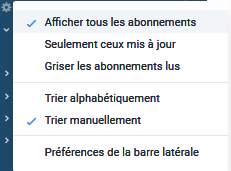 Afficher tous les abonnements
Seulement ceux mis à jour
Griser les abonnements lus
Trier alphabétiquement
Trier manuellement
Préférences de la barre latérale